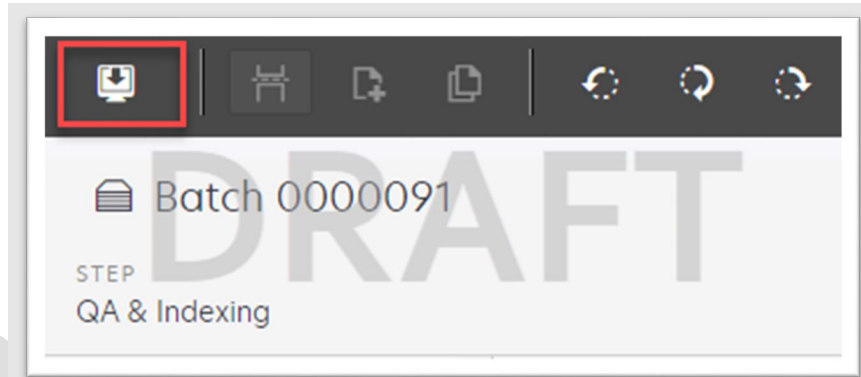 Batch 0000091
DRAFT
STEP
QA & Indexing